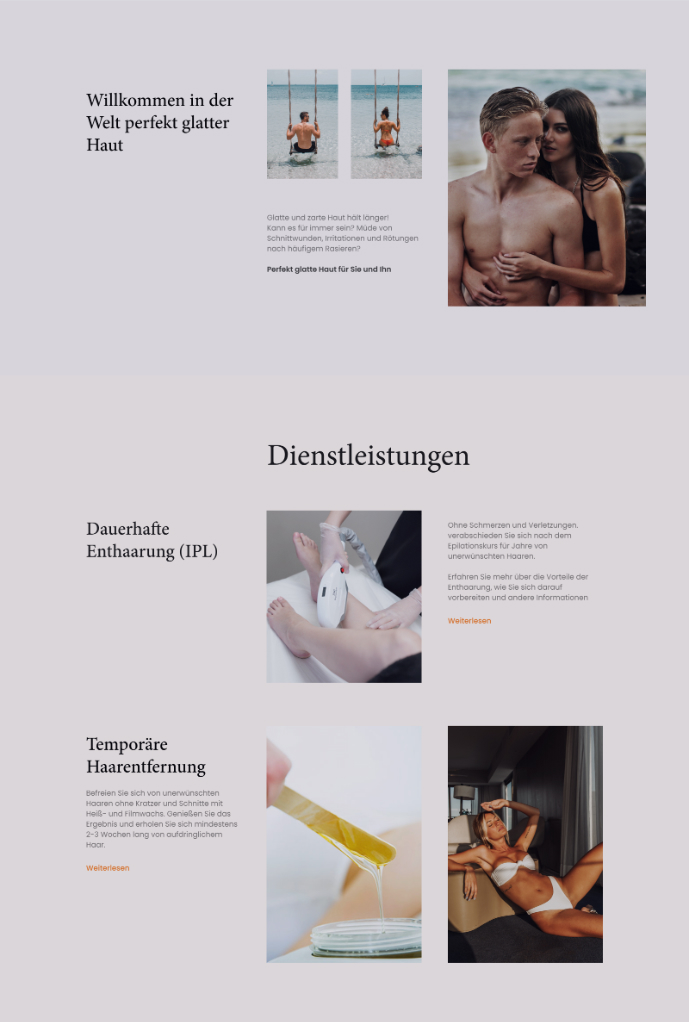 Willkommen in der
Welt perfekt glatter
Haut
Glatte und zarte Haut hält länger!
Kann es für immer sein? Müde von
Schnittwunden, Irritationen und Rötungen
nach häufigem Rasieren?
Perfekt glatte Haut für Sie und Ihn
Dienstleistungen
Dauerhafte
Enthaarung (IPL)
Ohne Schmerzen und Verletzungen,
verabschieden Sie sich nach dem
Epilationskurs für Jahre von
unerwünschten Haaren.
Erfahren Sie mehr über die Vorteile der
Enthaarung, wie Sie sich darauf
vorbereiten und andere Informationen
Weiterlesen
Temporäre
Haarentfernung
Befreien Sie sich von unerwünschten
Haaren ohne Kratzer und Schnitte mit
Heiß- und Filmwachs. Genießen Sie das
Ergebnis und erholen Sie sich mindestens
2-3 Wochen lang von aufdringlichem
Haar.
Weiterlesen